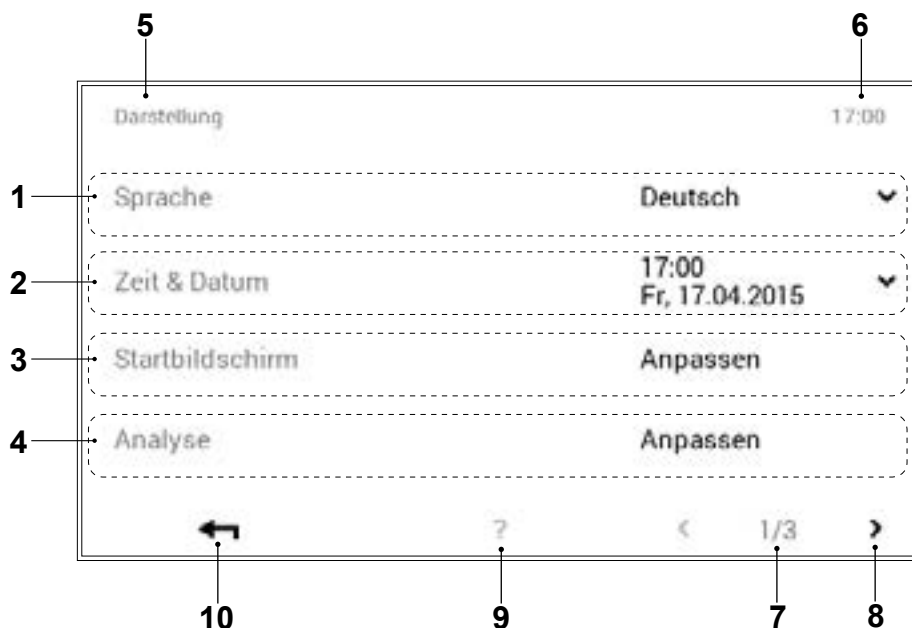 5 6
Darstellung 17:00
1 Sprache Deutsch
2 Zeit & Datum 17:00
Fr, 17.04.2015
3 Startbildschirm Anpassen
4 Analyse Anpassen
? < 1/3 >
10 9 7 8